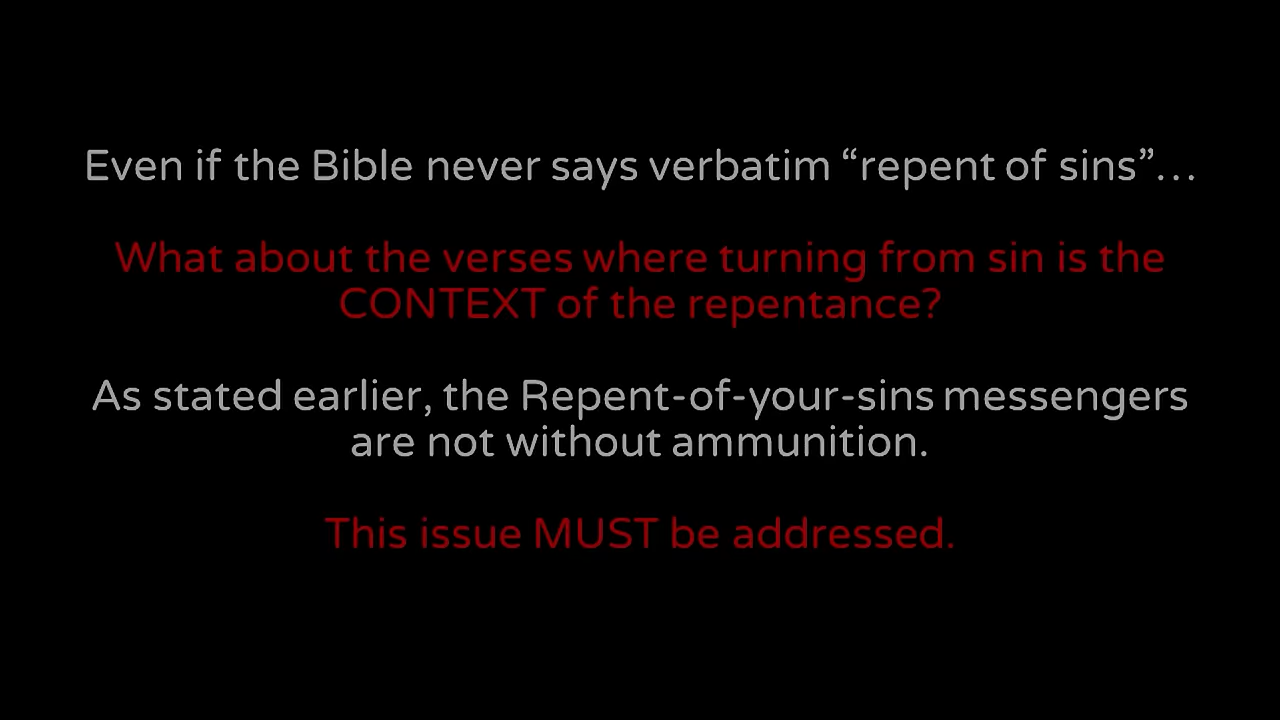 Even if the Bible never says verbatim “repent of sins”...
What about the verses where turning from sin is the
CONTEXT of the repentance?
As stated earlier, the Repent-of-your-sins messengers
are not without ammunition.
This issue MUST be addressed.